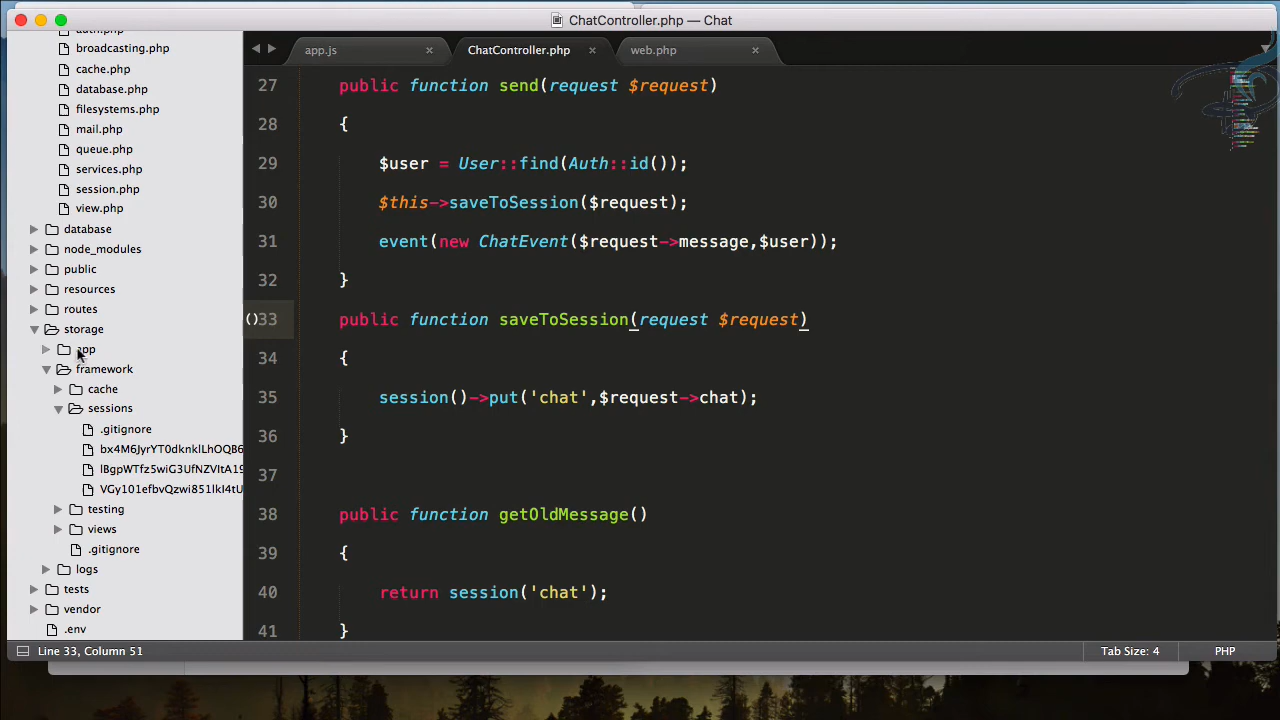 ChatController.php — Chat
auth.php
broadcasting.php
cache.php
database.php
filesystems.php
mail.php
queue.php
services.php
session.php
view.php
database
node_modules
public
resources
routes
storage
app
framework
cache
sessions
.gitignore
bx4M6JyrYT0dknklLhOQB6
lBgpWTfz5wiG3UfNZVItA19
VGy101efbvQzwi851lkI4tU
testing
views
.gitignore
logs
tests
vendor
.env
app.js
ChatController.php
web.php
27 public function send(request $request)
28 {
29 $user = User::find(Auth::id());
30 $this->saveToSession($request);
31 event(new ChatEvent($request->message,$user));
32 }
33 public function saveToSession(request $request)
34 {
35 session()->put('chat',$request->chat);
36 }
37
38 public function getOldMessage()
39 {
40 return session('chat');
41 }
Line 33, Column 51
Tab Size: 4
PHP